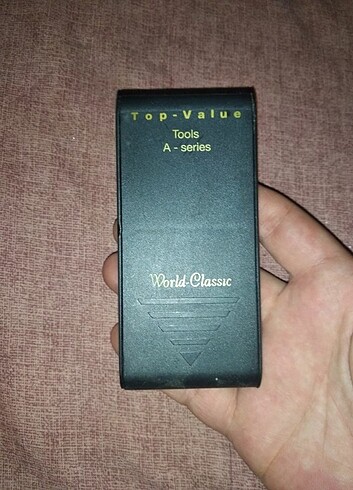 Top-Value
Tools
A - series
World-Classic